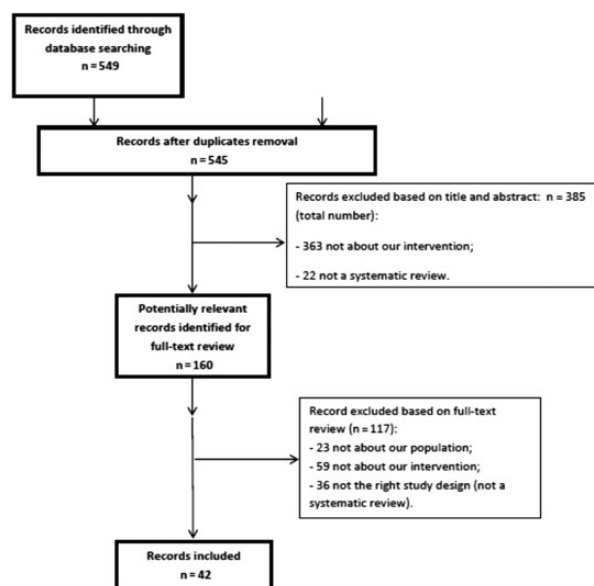 Records identified through
database searching
n = 549
Records after duplicates removal
n = 545
Records excluded based on title and abstract: n = 385
(total number):
- 363 not about our intervention;
- 22 not a systematic review.
Potentially relevant
records identified for
full-text review
n = 160
Record excluded based on full-text
review (n = 117):
- 23 not about our population;
- 59 not about our intervention;
- 36 not the right study design (not a
systematic review).
Records included
n = 42